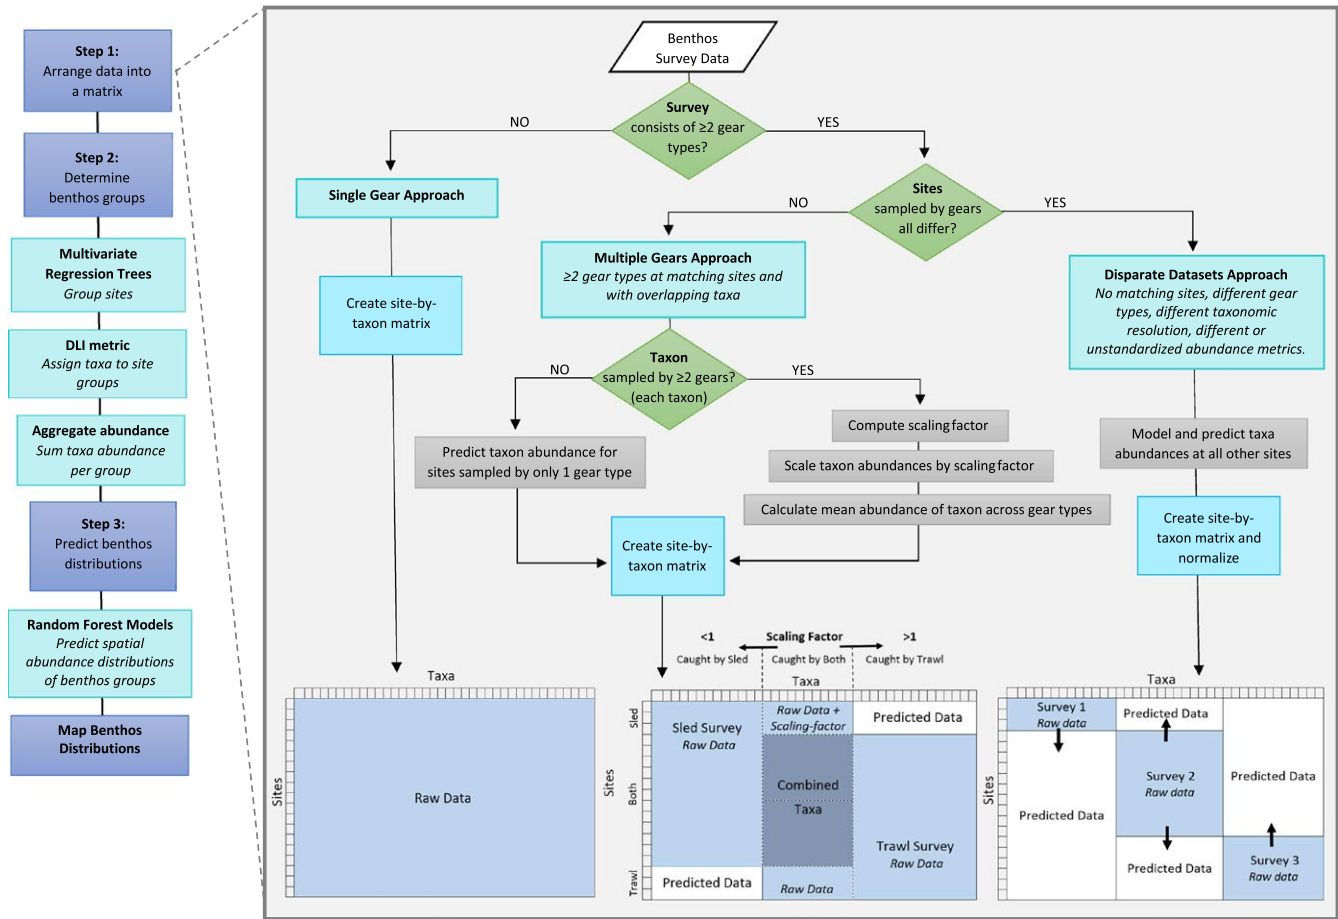 Step 1:
Arrange data into
a matrix
Step 2:
Determine
benthos groups
Multivariate
Regression Trees
Group sites
DLI metric
Assign taxa to site
groups
Aggregate abundance
Sum taxa abundance
per group
Step 3:
Predict benthos
distributions
Random Forest Models
Predict spatial
abundance distributions
of benthos groups
Map Benthos
Distributions
Benthos
Survey Data
Survey
consists of ≥2 gear
types?
NO
YES
Single Gear Approach
Sites
sampled by gears
all differ?
NO
YES
Multiple Gears Approach
≥2 gear types at matching sites and
with overlapping taxa
Disparate Datasets Approach
No matching sites, different gear
types, different taxonomic
resolution, different or
unstandardized abundance metrics.
Create site-by-
taxon matrix
Taxon
sampled by ≥2 gears?
(each taxon)
NO
YES
Predict taxon abundance for
sites sampled by only 1 gear type
Compute scaling factor
Scale taxon abundances by scaling factor
Calculate mean abundance of taxon across gear types
Model and predict taxa
abundances at all other sites
Create site-by-
taxon matrix
Create site-by-
taxon matrix and
normalize
Taxa
Sites
Raw Data
<1
Scaling Factor
>1
Caught by Sled
Caught by Both
Caught by Trawl
Taxa
Sites
Sled
Both
Trawl
Sled Survey
Raw Data
Raw Data +
Scaling-factor
Predicted Data
Combined
Taxa
Trawl Survey
Raw Data
Predicted Data
Raw Data
Taxa
Sites
Survey 1
Raw data
Predicted Data
Survey 2
Raw data
Predicted Data
Predicted Data
Predicted Data
Survey 3
Raw data